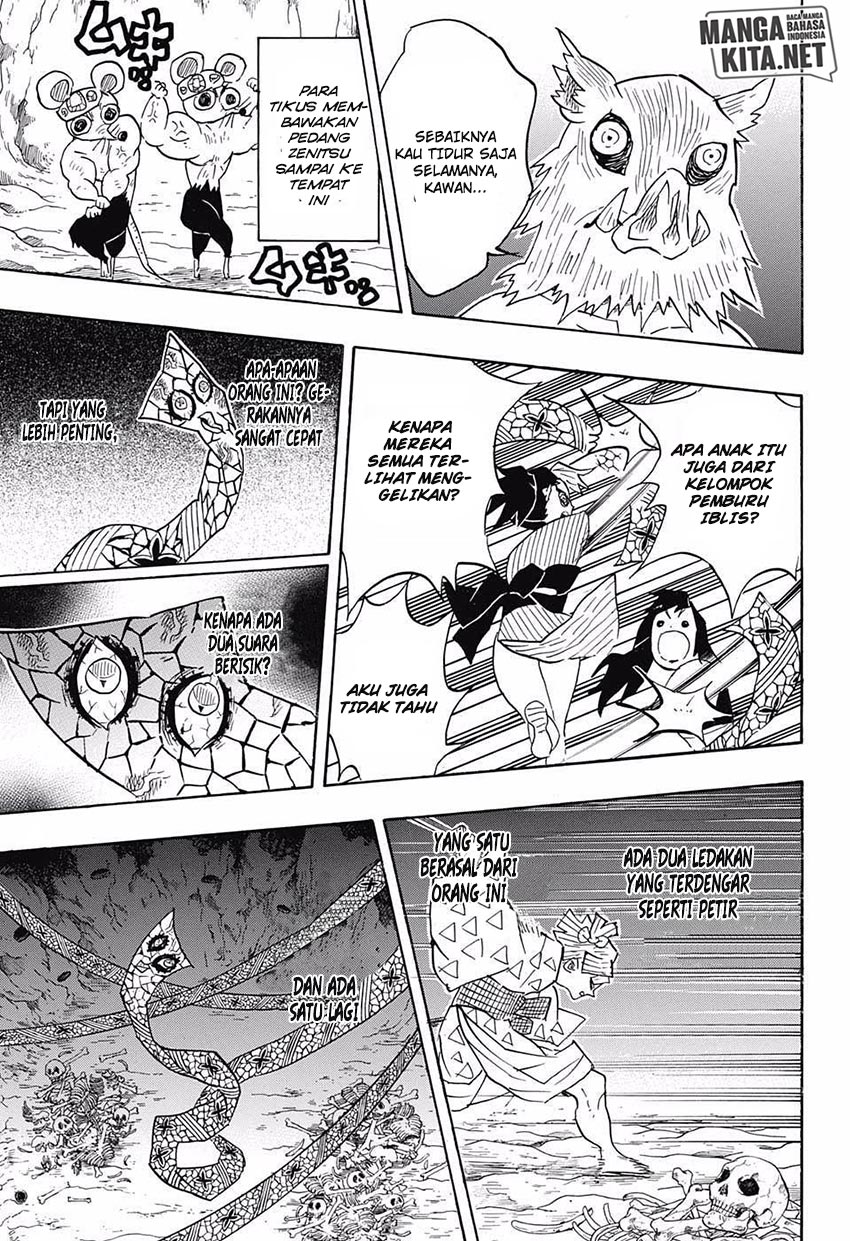 MANGA
KITA.NET
BACA MANGA
BAHASA
INDONESIA
SEBAIKNYA
KAU TIDUR SAJA
SELAMANYA,
KAWAN...
PARA
TIKUS MEM-
BAWAKAN
PEDANG
ZENITSU
SAMPAI KE
TEMPAT
INI
ムキ
ムキ
APA ANAK ITU
JUGA DARI
KELOMPOK
PEMBURU
IBLIS?
KENAPA
MEREKA
SEMUA TER-
LIHAT MENG-
GELIKAN?
AKU JUGA
TIDAK TAHU
APA-APAAN
ORANG INI? GE-
RAKANNYA
SANGAT CEPAT
TAPI YANG
LEBIH PENTING,
KENAPA ADA
DUA SUARA
BERISIK?
ADA DUA LEDAKAN
YANG TERDENGAR
SEPERTI PETIR
YANG SATU
BERASAL DARI
ORANG INI
DAN ADA
SATU LAGI